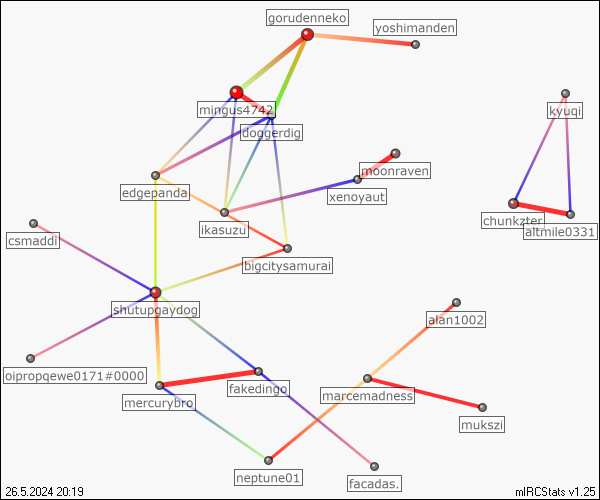 gorudenneko
yoshimanden
mingus4742
kyuqi
doggerdig
moonraven
edgepanda
xenoyaut
chunkzter
altmile0331
ikasuzu
csmaddi
bigcitysamurai
shutupgaydog
alan1002
oipropqewe0171#0000
fakedingo
marcemadness
mercurybro
mukszi
neptune01
facadas.
26.5.2024 20:19
mIRCStats v1.25